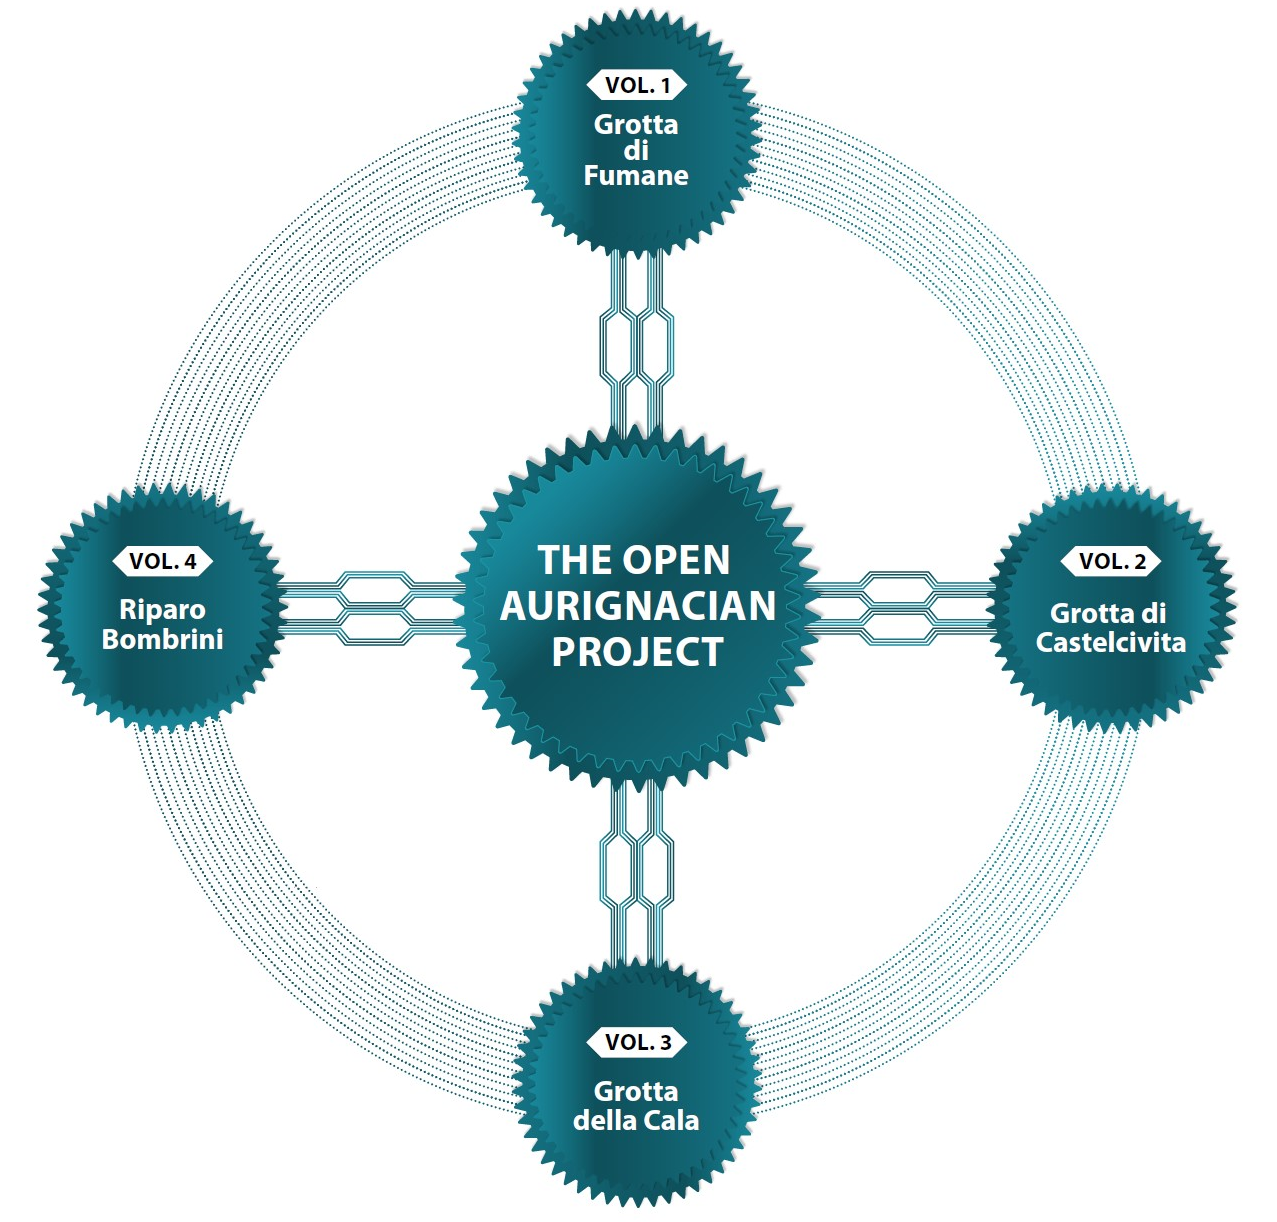 VOL. 1
Grotta
di
Fumane
VOL. 4
Riparo
Bombrini
THE OPEN
AURIGNACIAN
PROJECT
VOL. 2
Grotta di
Castelcivita
VOL. 3
Grotta
della Cala